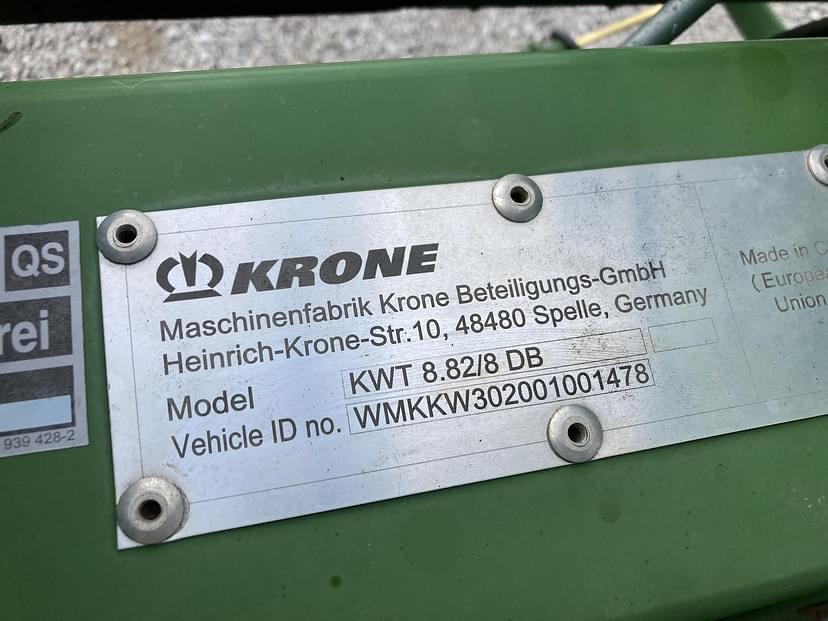 QS
rei
939 428-2
KRONE
Maschinenfabrik Krone Beteiligungs-GmbH
Heinrich-Krone-Str.10, 48480 Spelle, Germany
Model KWT 8.82/8 DB
Vehicle ID no. WMKKW302001001478
Made in
(Europe
Union